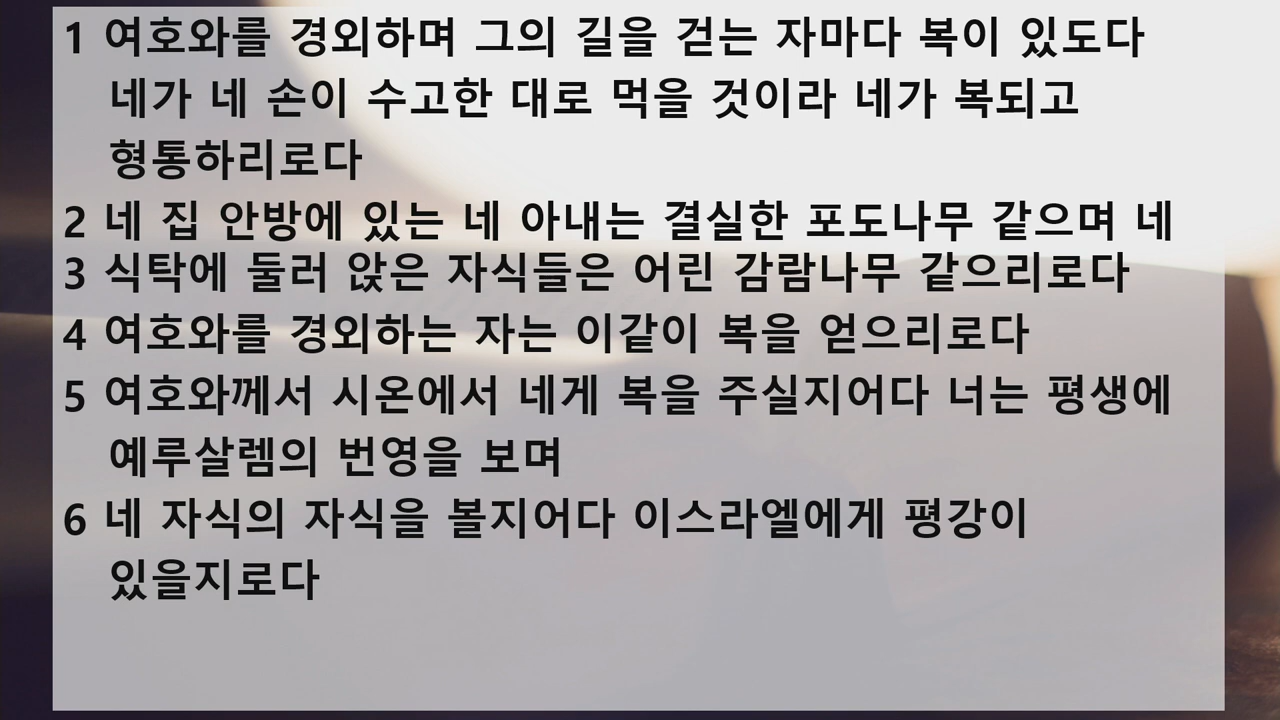 1 여호와를 경외하며 그의 길을 걷는 자마다 복이 있도다
네가 네 손이 수고한 대로 먹을 것이라 네가 복되고
형통하리로다
2 네 집 안방에 있는 네 아내는 결실한 포도나무 같으며 네
3 식탁에 둘러 앉은 자식들은 어린 감람나무 같으리로다
4 여호와를 경외하는 자는 이같이 복을 얻으리로다
5 여호와께서 시온에서 네게 복을 주실지어다 너는 평생에
예루살렘의 번영을 보며
6 네 자식의 자식을 볼지어다 이스라엘에게 평강이
있을지로다